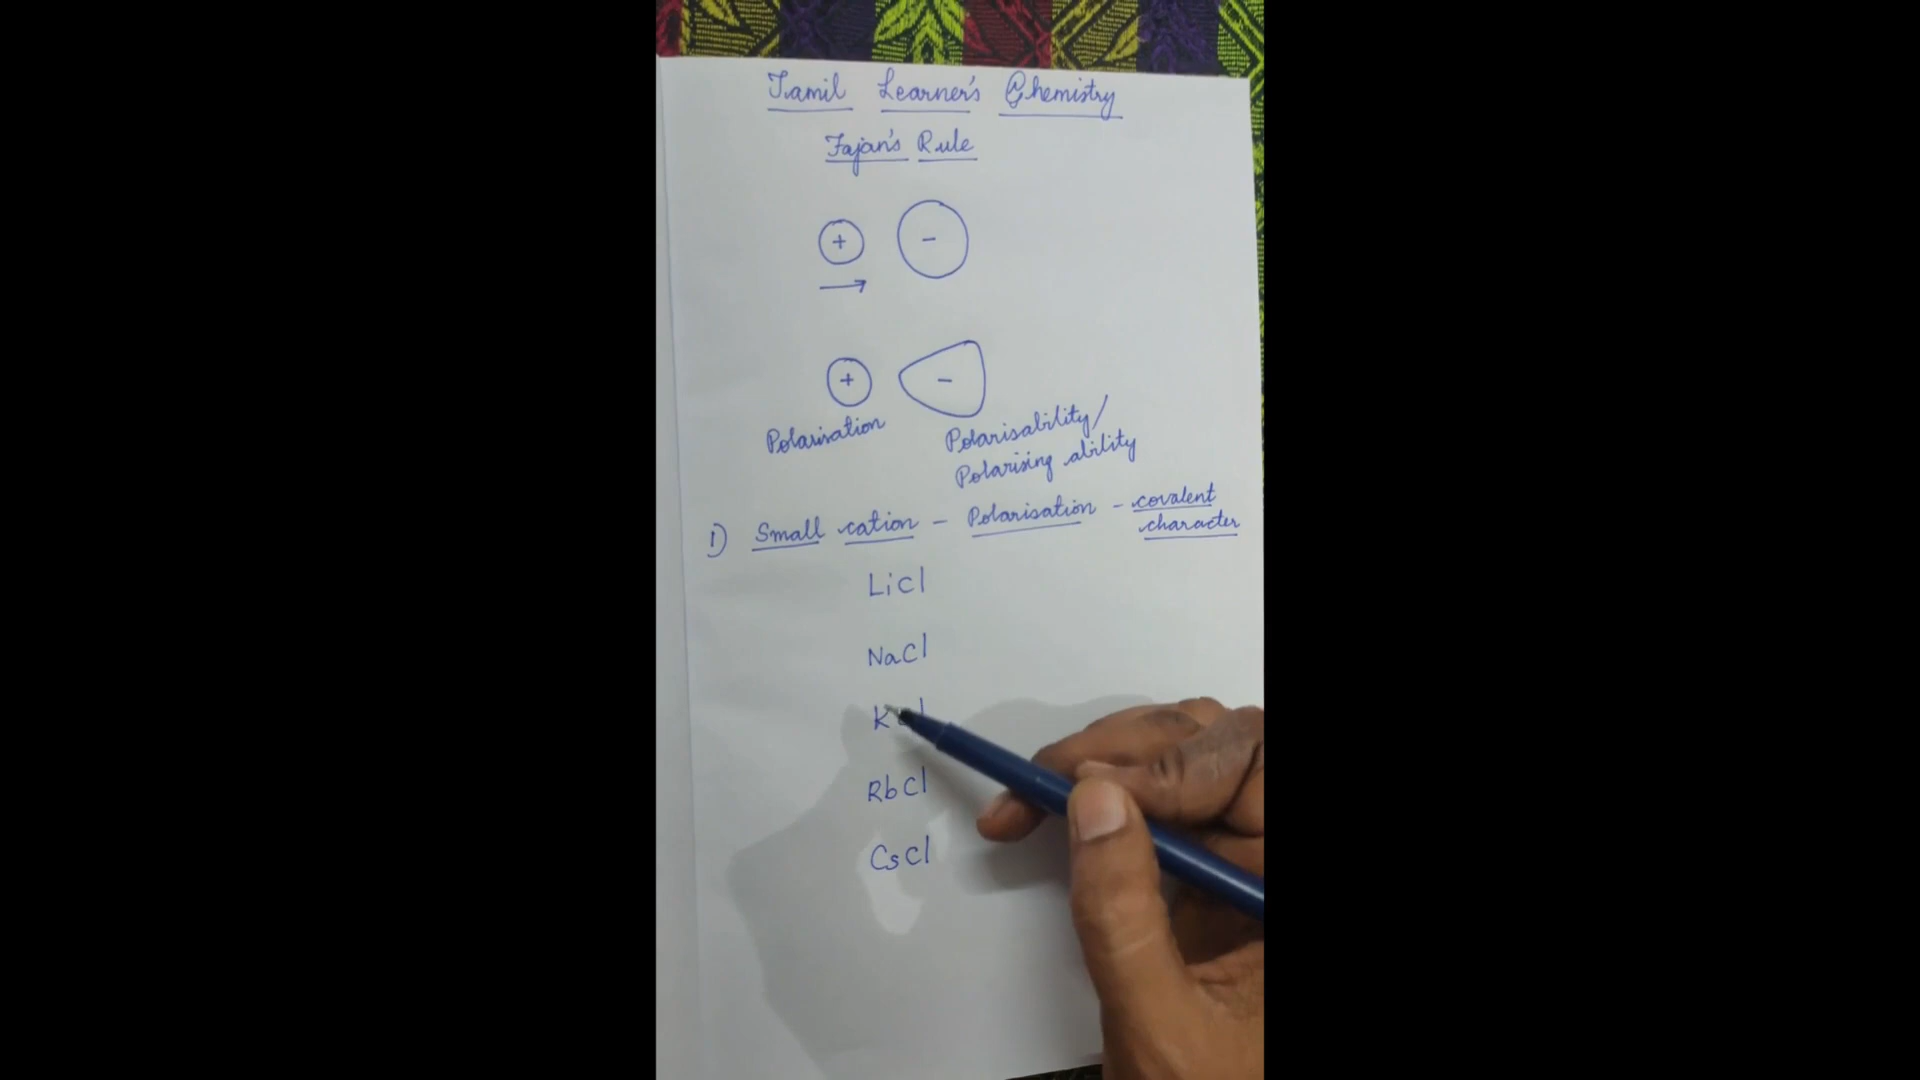 Tamil Learner's Chemistry
Fajan's Rule
+ -
+ -
Polarisation Polarisability/
Polarising ability
1) Small cation - Polarisation - covalent
character
LiCl
NaCl
KCl
RbCl
CsCl